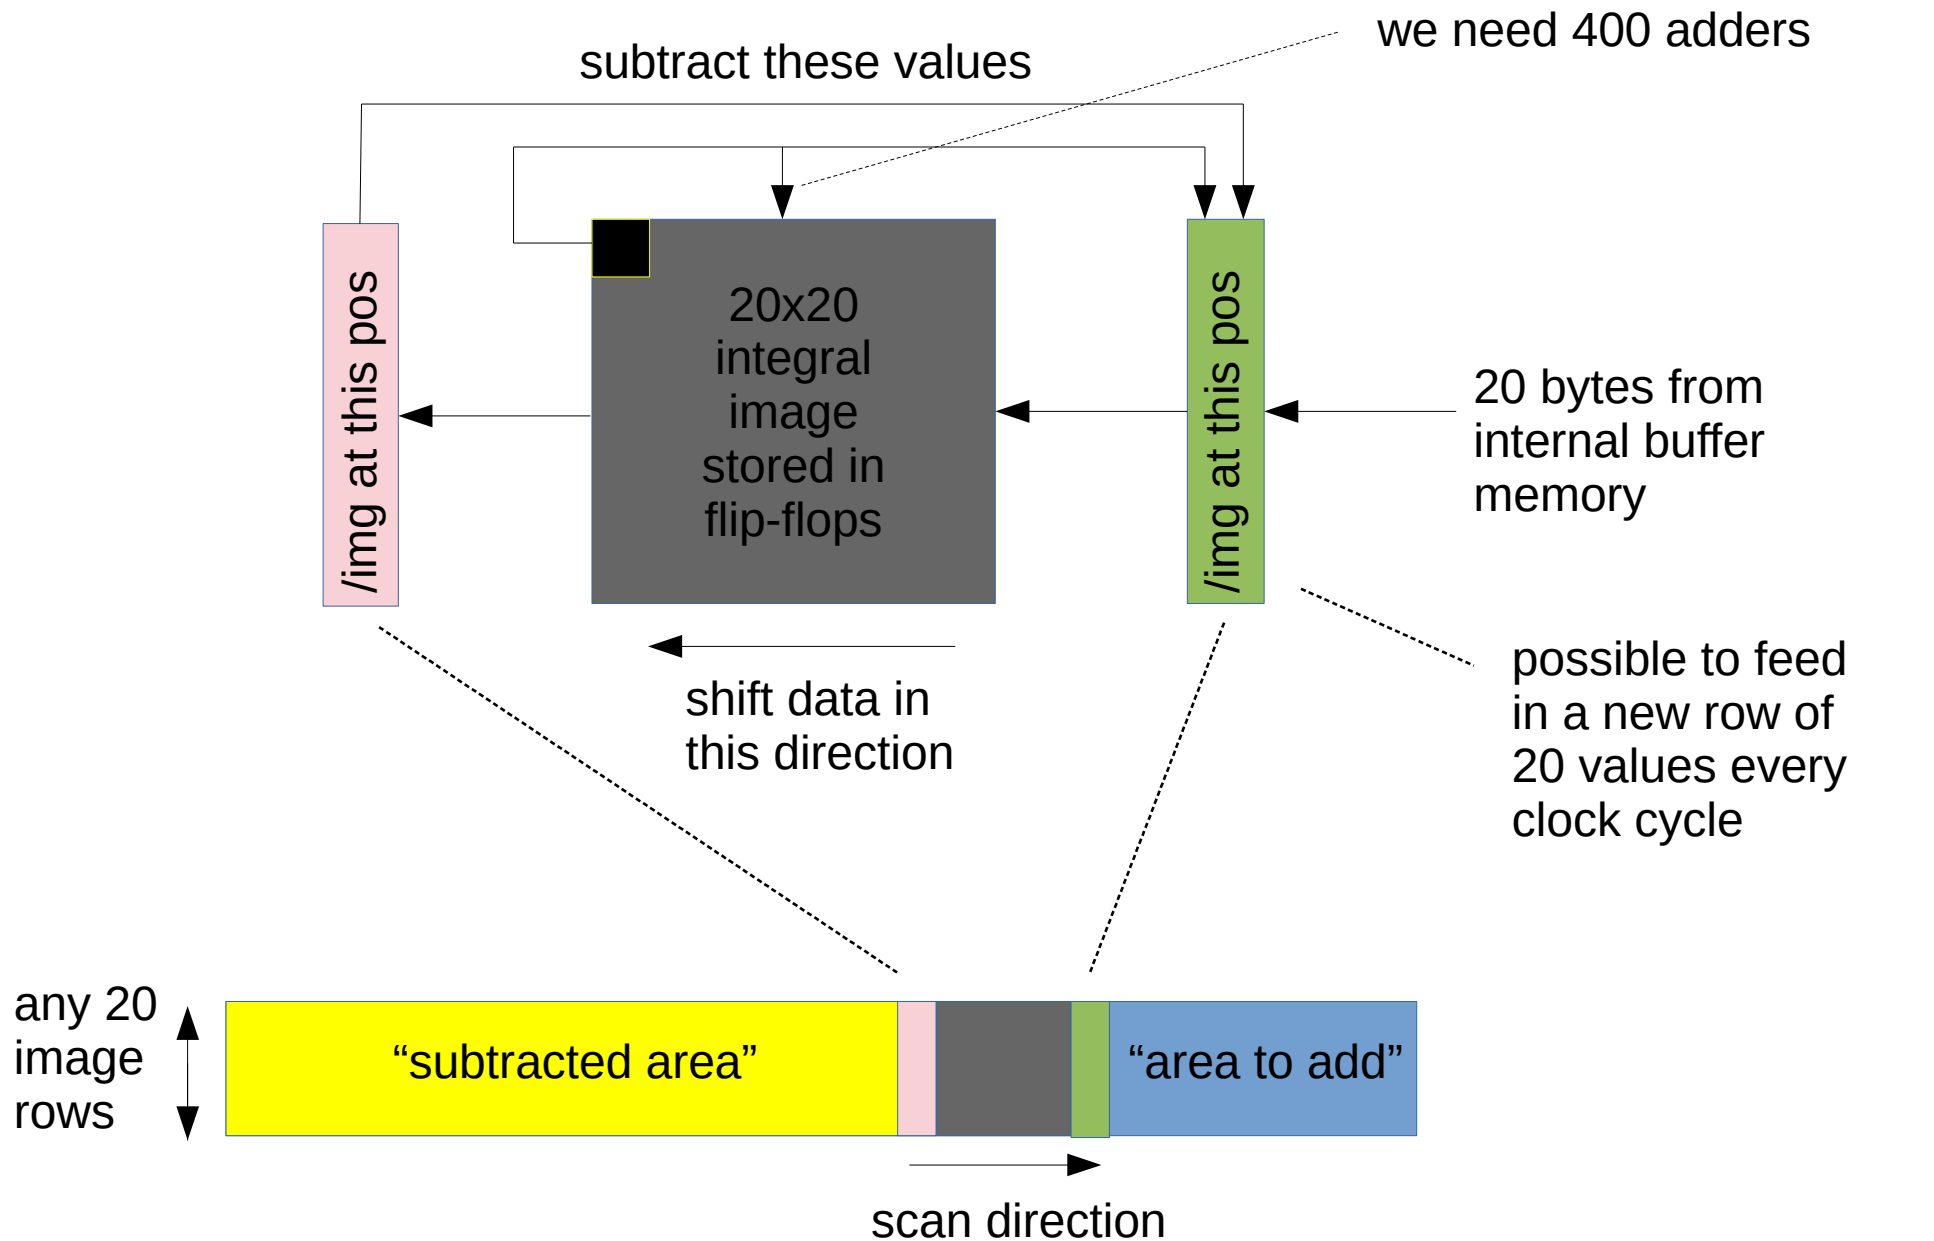 we need 400 adders
subtract these values
/img at this pos
20x20
integral
image
stored in
flip-flops
/img at this pos
20 bytes from
internal buffer
memory
shift data in
this direction
possible to feed
in a new row of
20 values every
clock cycle
any 20
image
rows
“subtracted area”
“area to add”
scan direction